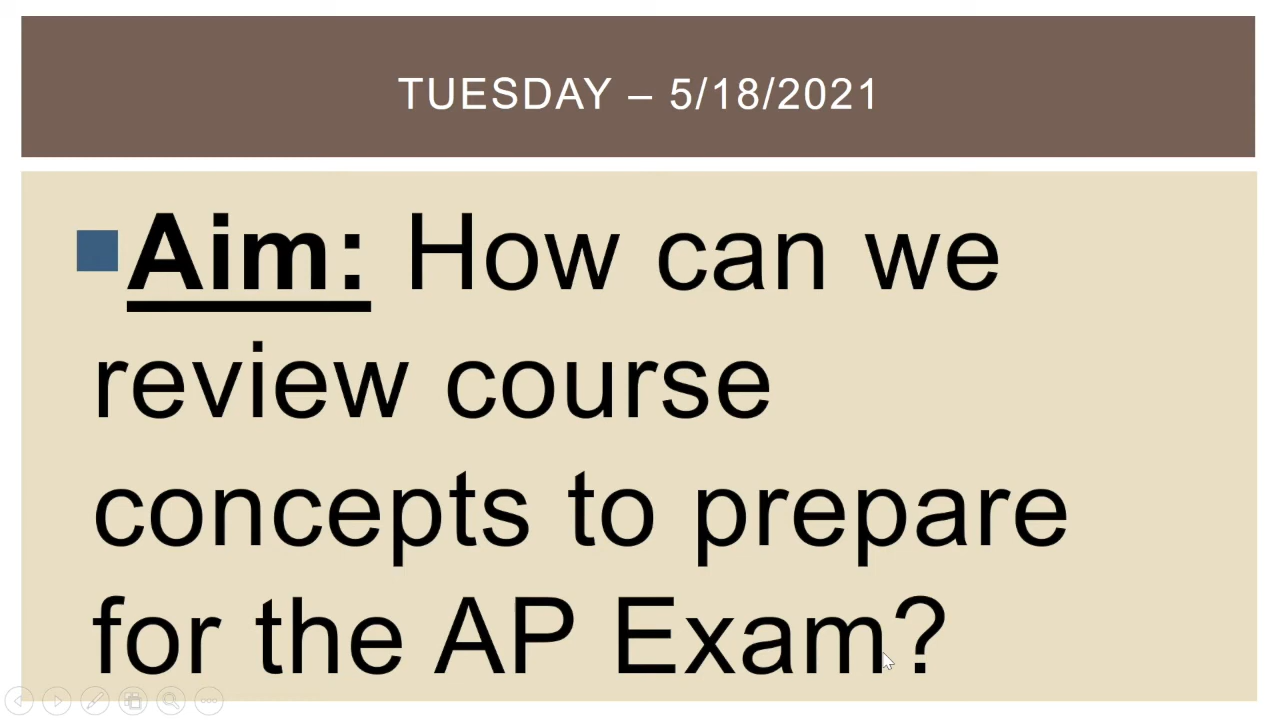 TUESDAY – 5/18/2021
Aim: How can we
review course
concepts to prepare
for the AP Exam?